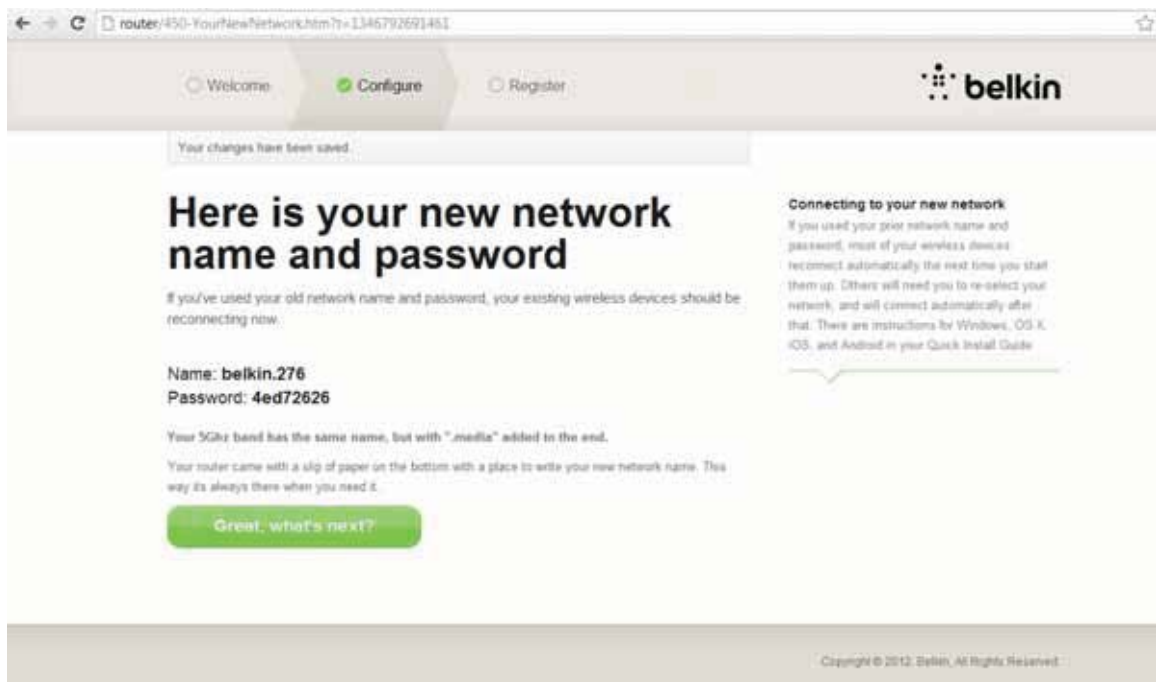 router/450-YourNewNetwork.htm?t=1346792691461
Welcome
Configure
Register
belkin
Your changes have been saved.
Here is your new network
name and password
If you've used your old network name and password, your existing wireless devices should be
reconnecting now.
Name: belkin.276
Password: 4ed72626
Your 5Ghz band has the same name, but with ".media" added to the end.
Your router came with a slip of paper on the bottom with a place to write your new network name. This
way its always there when you need it.
Great, what's next?
Connecting to your new network
If you used your prior network name and
password, most of your wireless devices
reconnect automatically the next time you start
them up. Others will need you to re-select your
network, and will connect automatically after
that. There are instructions for Windows, OS X,
iOS, and Android in your Quick Install Guide
Copyright © 2012. Belkin, All Rights Reserved.